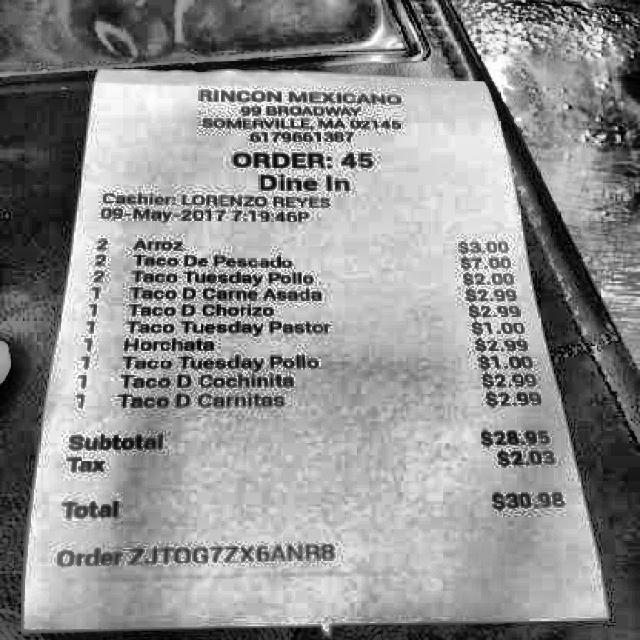 RINCON MEXICANO
99 BROADWAY
SOMERVILLE, MA 02145
6179661387
ORDER: 45
Dine In
Cashier: LORENZO REYES
09-May-2017 7:19:46P
2 Arroz $3.00
2 Taco De Pescado $7.00
2 Taco Tuesday Pollo $2.00
1 Taco D Carne Asada $2.99
1 Taco D Chorizo $2.99
1 Taco Tuesday Pastor $1.00
1 Horchata $2.99
1 Taco Tuesday Pollo $1.00
1 Taco D Cochinita $2.99
1 Taco D Carnitas $2.99
Subtotal $28.95
Tax $2.03
Total $30.98
Order ZJTOG7ZX6ANR8